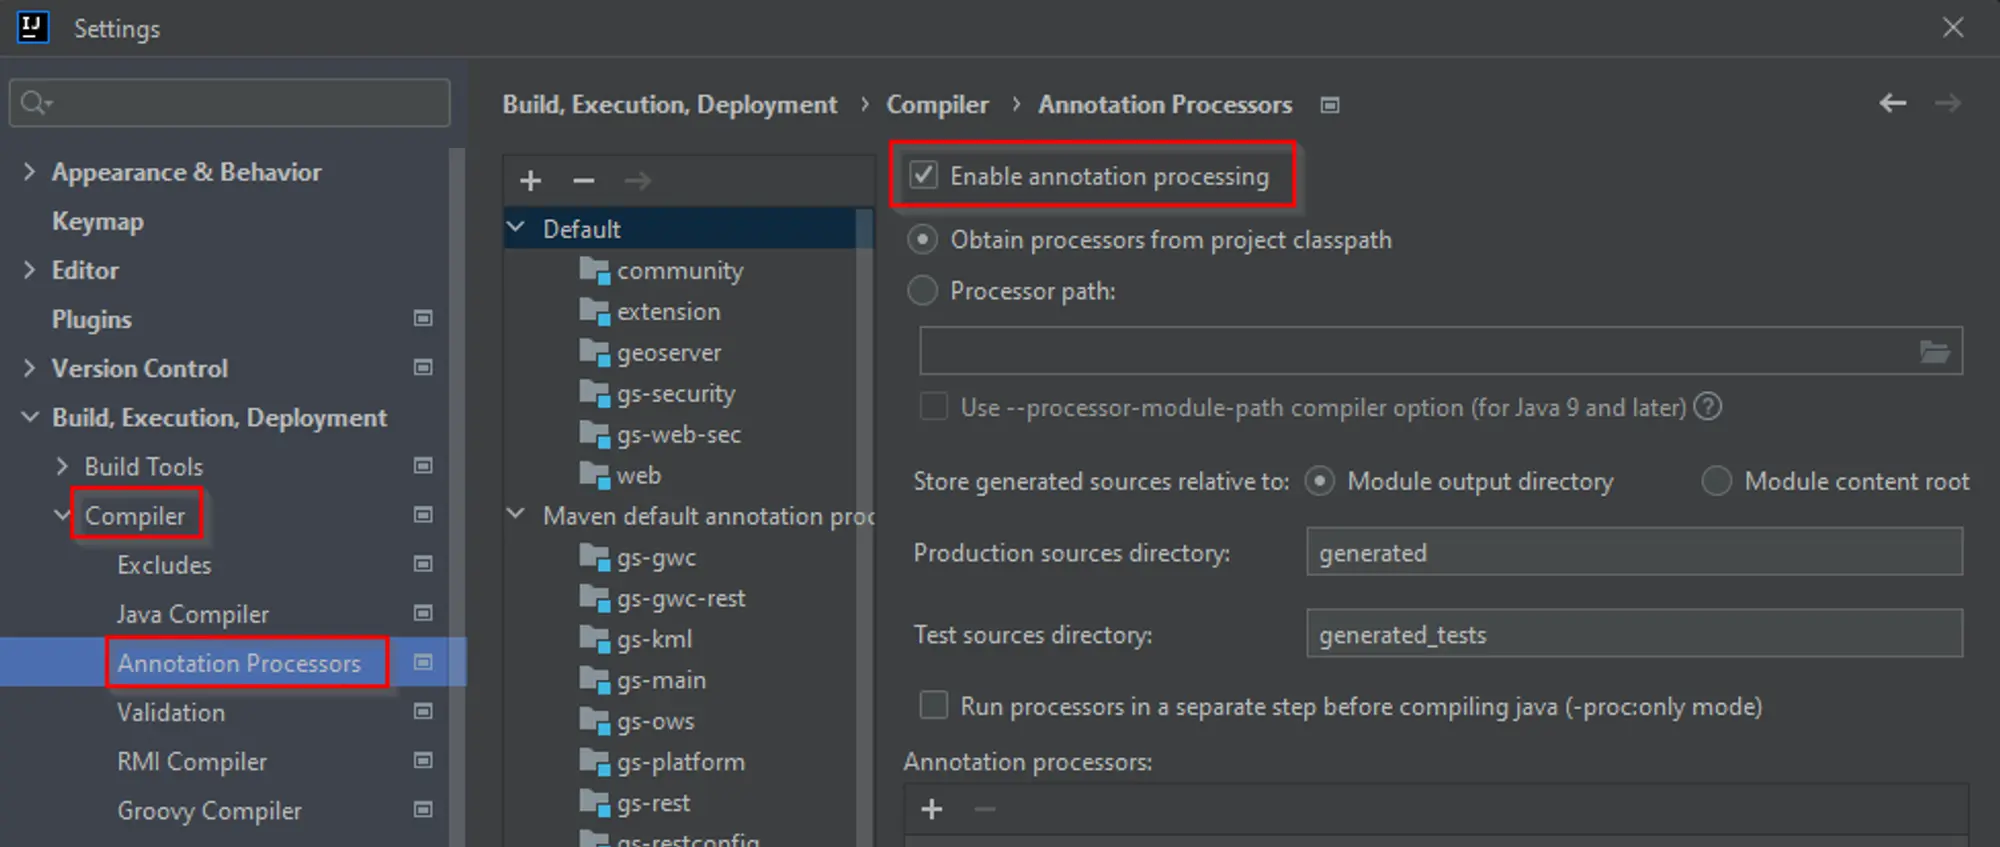 IJ
Settings
Build, Execution, Deployment › Compiler › Annotation Processors
Appearance & Behavior
Keymap
Editor
Plugins
Version Control
Build, Execution, Deployment
Build Tools
Compiler
Excludes
Java Compiler
Annotation Processors
Validation
RMI Compiler
Groovy Compiler
Default
community
extension
geoserver
gs-security
gs-web-sec
web
Maven default annotation proc
gs-gwc
gs-gwc-rest
gs-kml
gs-main
gs-ows
gs-platform
gs-rest
gs-restconfig
Enable annotation processing
Obtain processors from project classpath
Processor path:
Use --processor-module-path compiler option (for Java 9 and later) ?
Store generated sources relative to: Module output directory Module content root
Production sources directory: generated
Test sources directory: generated_tests
Run processors in a separate step before compiling java (-proc:only mode)
Annotation processors: